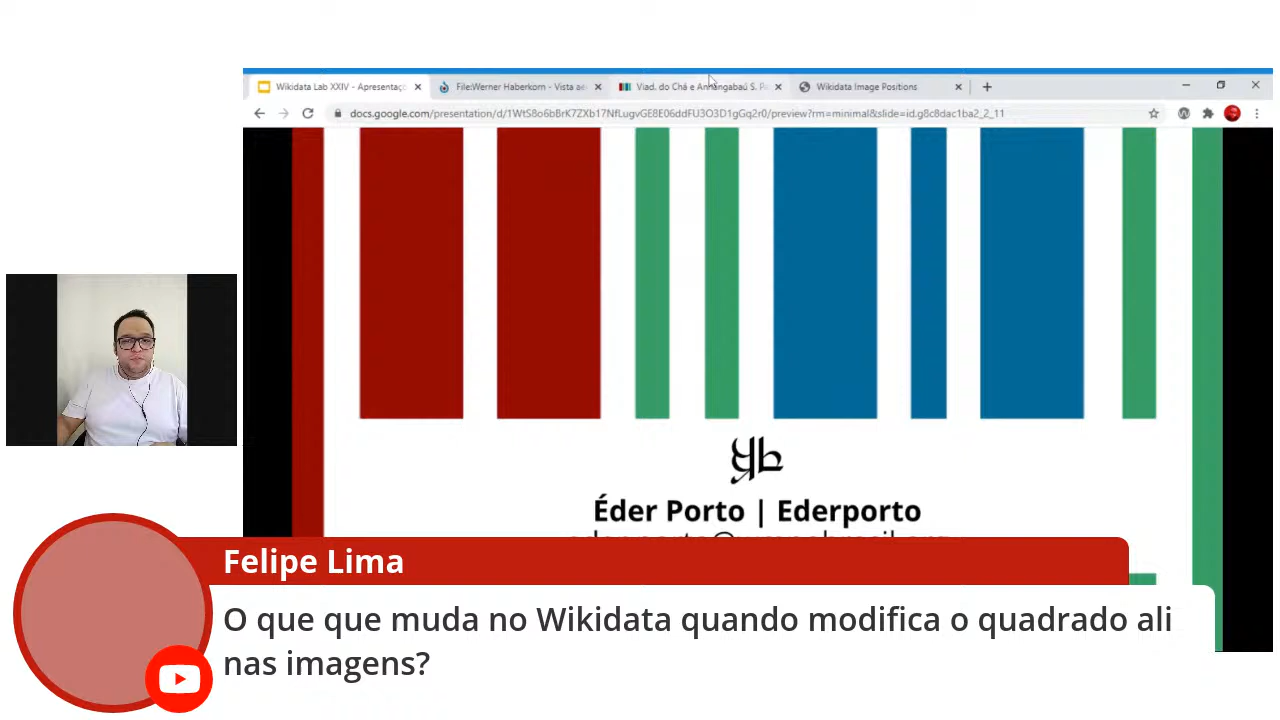 Wikidata Lab XXIV - Apresentaç
File:Werner Haberkorn - Vista ae
Viad. do Chá e Anhangabaú S. P
Wikidata Image Positions
docs.google.com/presentation/d/1WtS8o6bBrK7ZXb17NfLugvGE8E06ddFU3O3D1gGq2r0/preview?rm=minimal&slide=id.g8c8dac1ba2_2_11
Éder Porto | Ederporto
Felipe Lima
O que que muda no Wikidata quando modifica o quadrado ali
nas imagens?